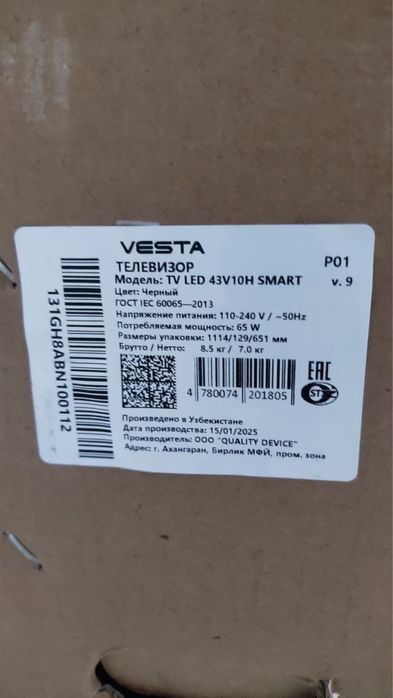 VESTA
ТЕЛЕВИЗОР
P01
Модель: TV LED 43V10H SMART
v. 9
Цвет: Черный
ГОСТ IEC 60065—2013
Напряжение питания: 110-240 V / ~50Hz
Потребляемая мощность: 65 W
Размеры упаковки: 1114/129/651 мм
Брутто / Нетто: 8.5 кг / 7.0 кг
EAC
4 780074 201805
Произведено в Узбекистане
Дата производства: 15/01/2025
Производитель: ООО "QUALITY DEVICE"
Адрес: г. Ахангаран, Бирлик МФЙ, пром. зона
131GH8ABN100112